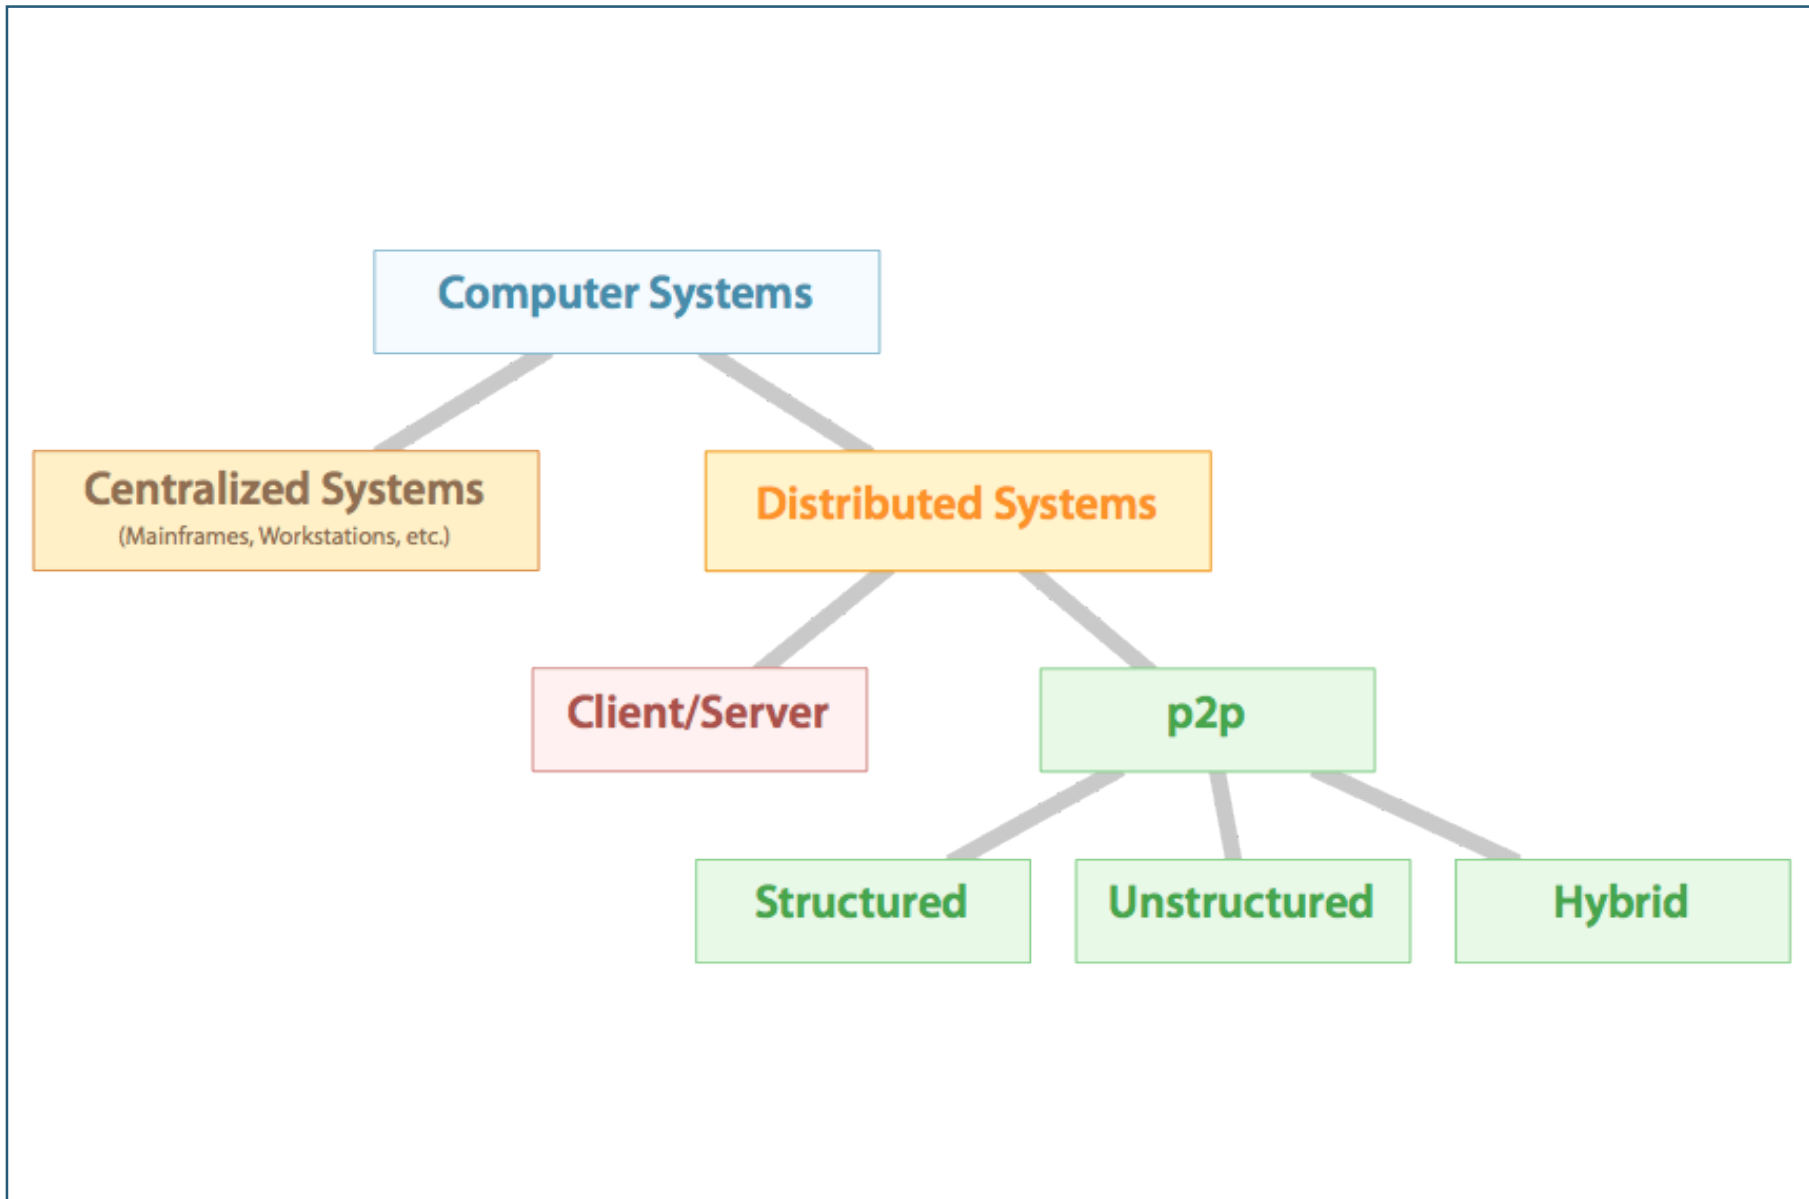 Computer Systems
Centralized Systems
(Mainframes, Workstations, etc.)
Distributed Systems
Client/Server
p2p
Structured
Unstructured
Hybrid